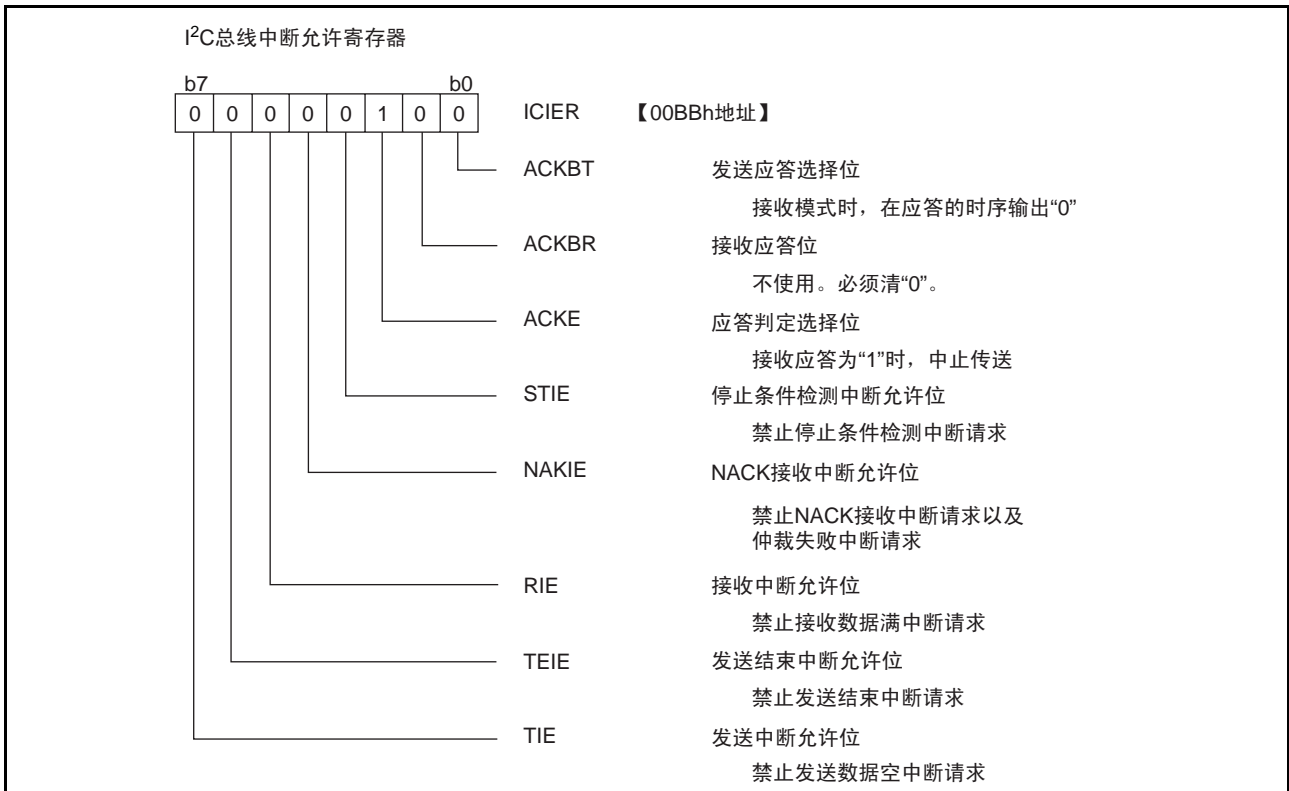 I²C总线中断允许寄存器
b7 b0
0 0 0 0 0 1 0 0 ICIER 【00BBh地址】
ACKBT 发送应答选择位
接收模式时，在应答的时序输出“0”
ACKBR 接收应答位
不使用。必须清“0”。
ACKE 应答判定选择位
接收应答为“1”时，中止传送
STIE 停止条件检测中断允许位
禁止停止条件检测中断请求
NAKIE NACK接收中断允许位
禁止NACK接收中断请求以及
仲裁失败中断请求
RIE 接收中断允许位
禁止接收数据满中断请求
TEIE 发送结束中断允许位
禁止发送结束中断请求
TIE 发送中断允许位
禁止发送数据空中断请求